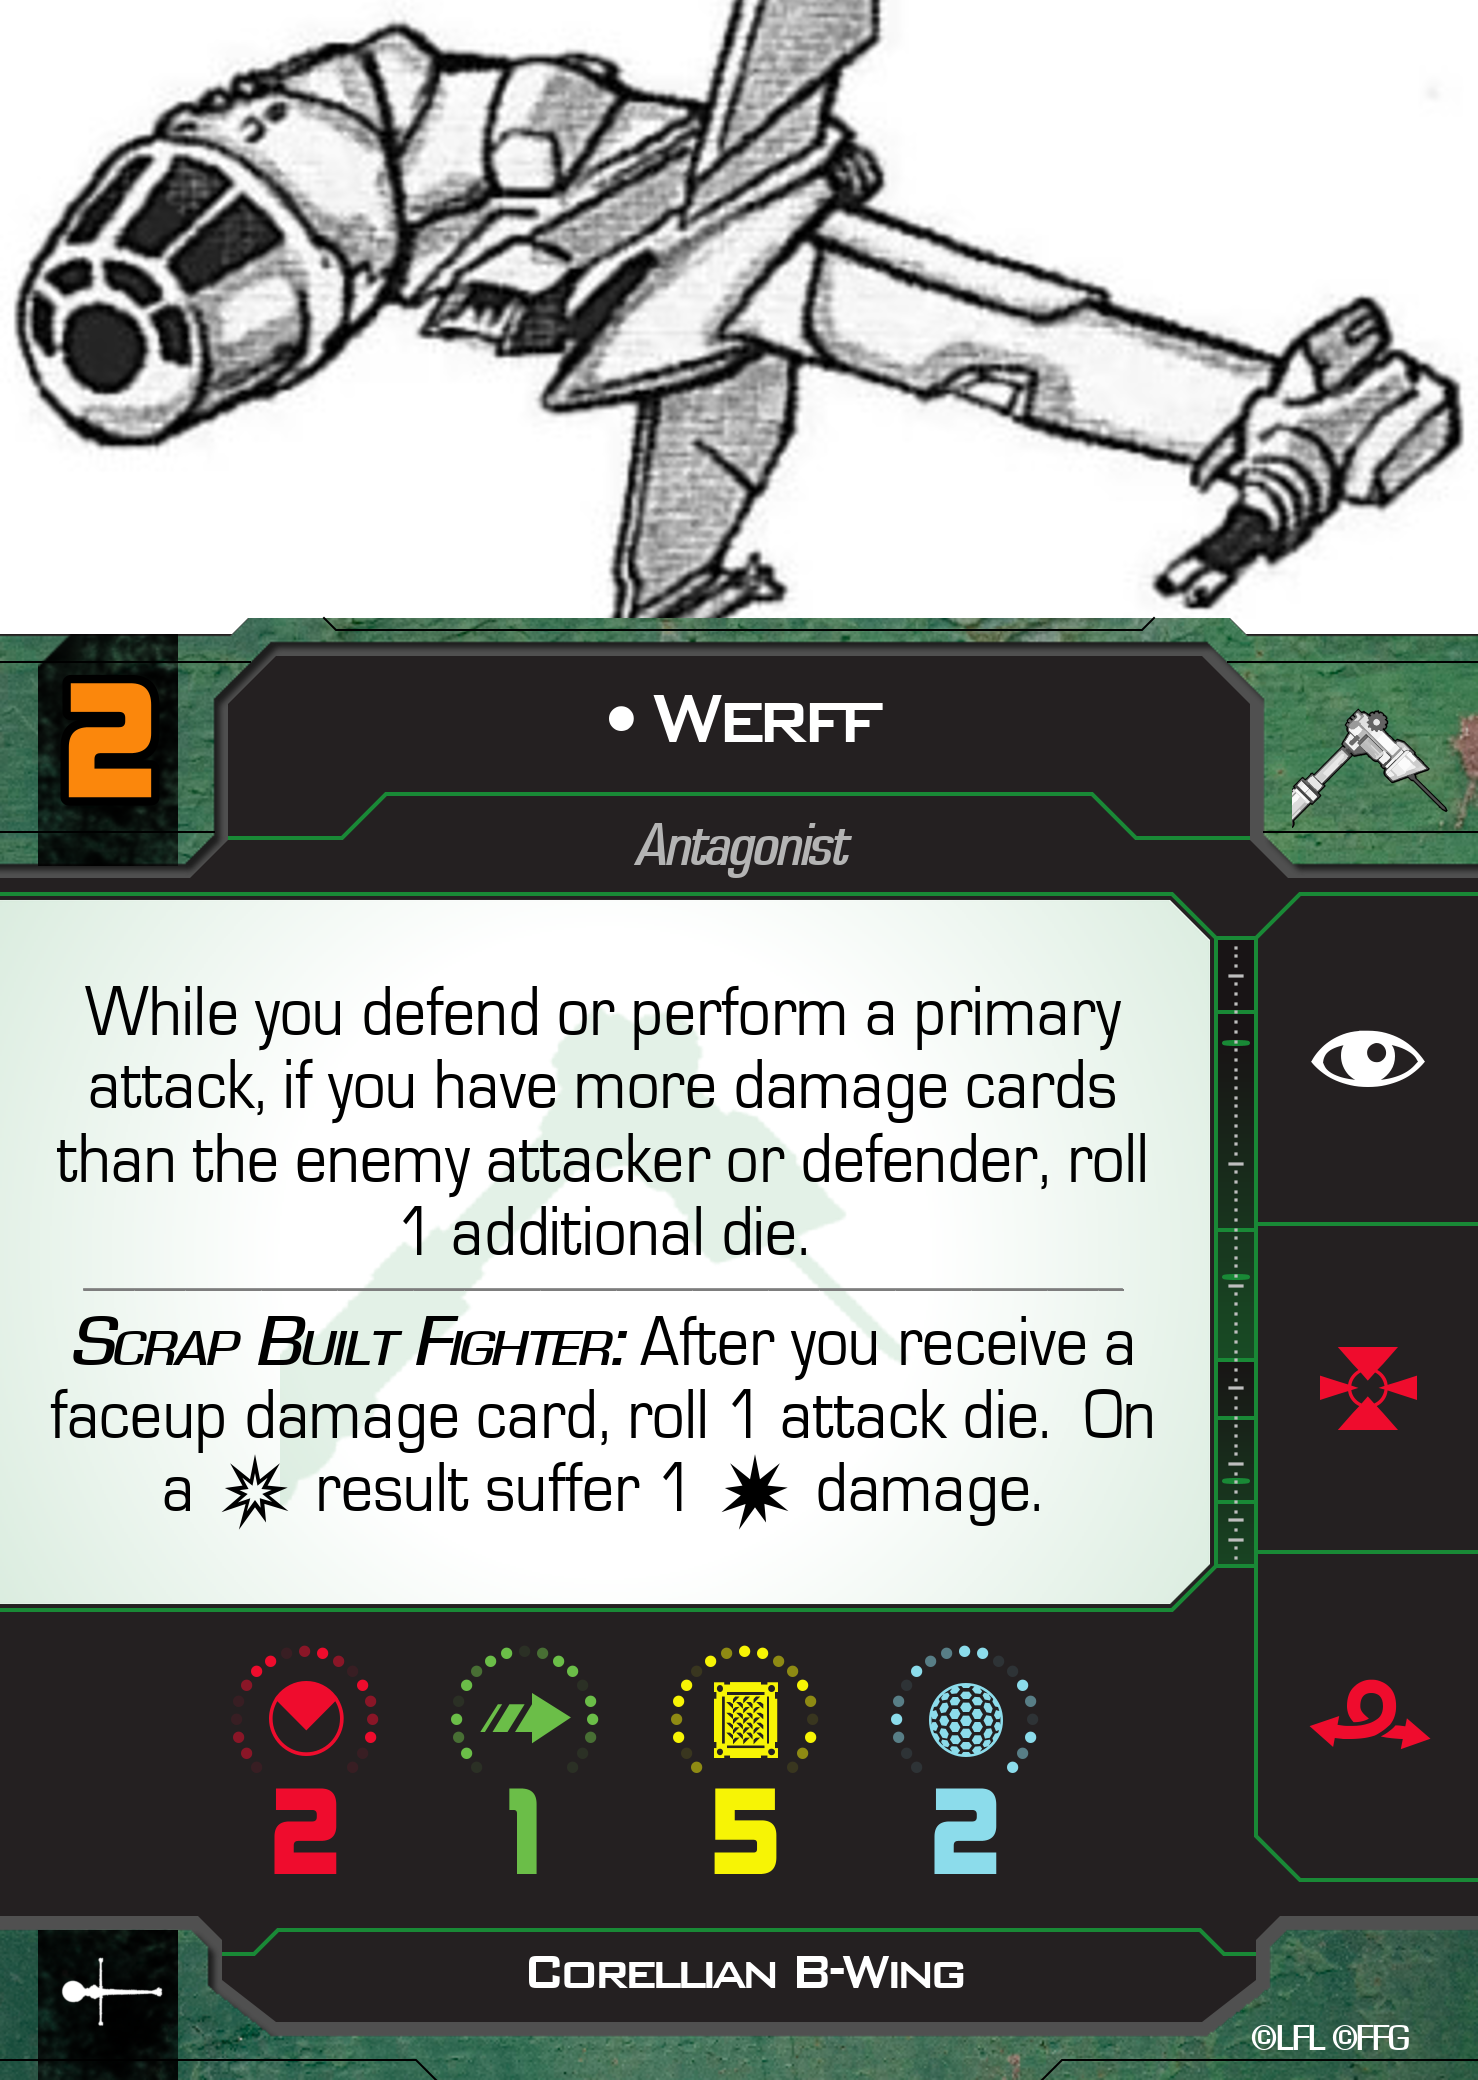 2
• Werff
Antagonist
While you defend or perform a primary
attack, if you have more damage cards
than the enemy attacker or defender, roll
1 additional die.
Scrap Built Fighter: After you receive a
faceup damage card, roll 1 attack die.  On
a result suffer 1 damage.
2 1 5 2
Corellian B-Wing
©LFL ©FFG